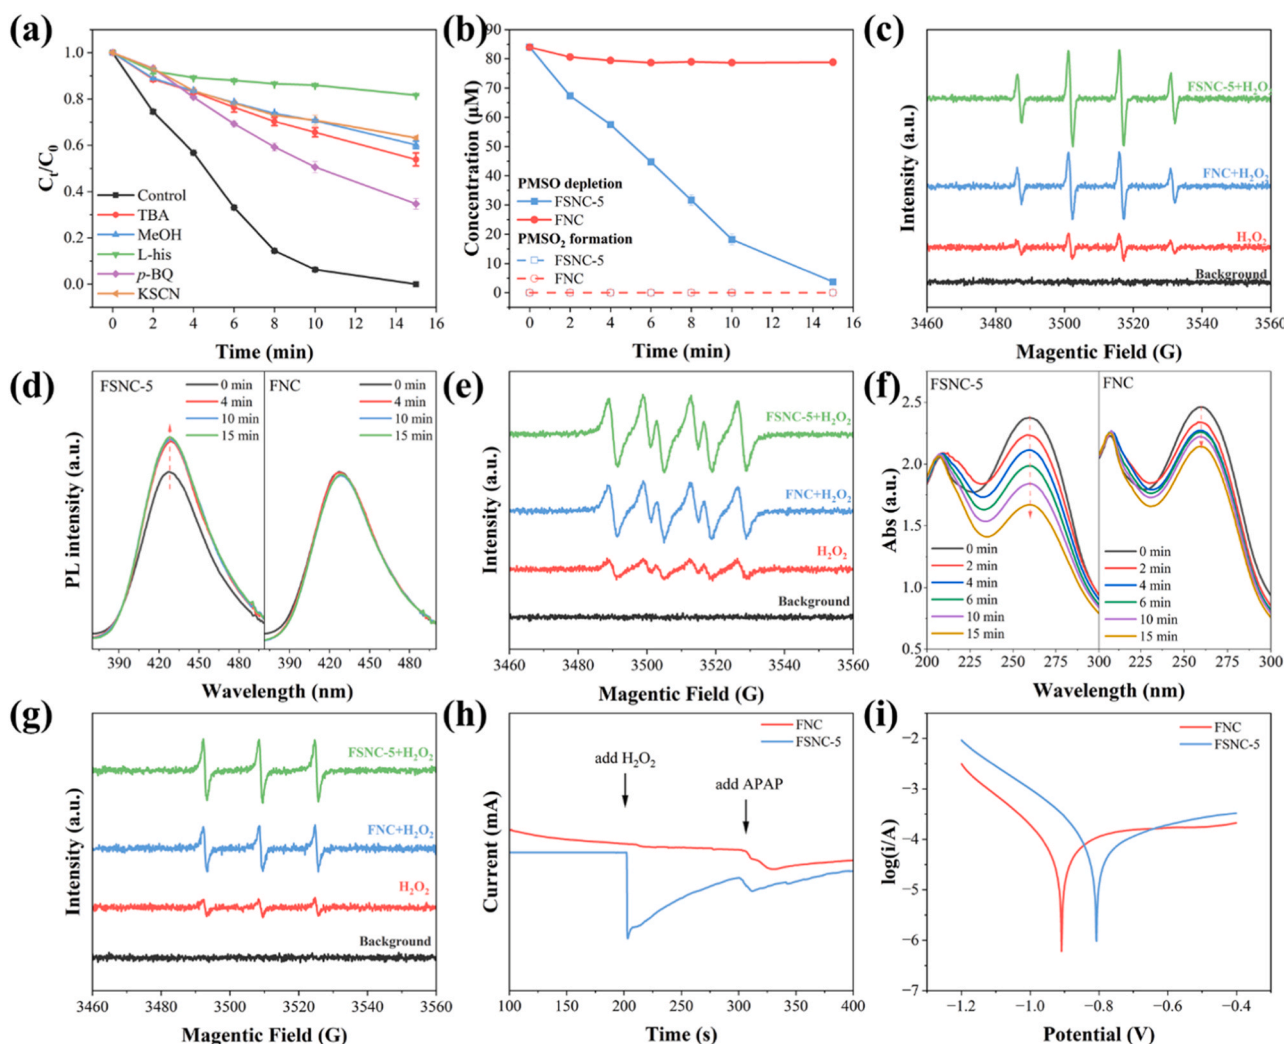 (a)
1.0
0.8
0.6
0.4
0.2
0.0
Cₜ/C₀
Control
TBA
MeOH
L-his
p-BQ
KSCN
0 2 4 6 8 10 12 14 16
Time (min)
(b)
90
80
70
60
50
40
30
20
10
0
Concentration (μM)
PMSO depletion
FSNC-5
FNC
PMSO₂ formation
FSNC-5
FNC
0 2 4 6 8 10 12 14 16
Time (min)
(c)
Intensity (a.u.)
FSNC-5+H₂O₂
FNC+H₂O₂
H₂O₂
Background
3460 3480 3500 3520 3540 3560
Magentic Field (G)
(d)
PL intensity (a.u.)
FSNC-5
0 min
4 min
10 min
15 min
FNC
0 min
4 min
10 min
15 min
390 420 450 480 390 420 450 480
Wavelength (nm)
(e)
Intensity (a.u.)
FSNC-5+H₂O₂
FNC+H₂O₂
H₂O₂
Background
3460 3480 3500 3520 3540 3560
Magentic Field (G)
(f)
Abs (a.u.)
2.5
2.0
1.5
1.0
0.5
FSNC-5
0 min
2 min
4 min
6 min
10 min
15 min
FNC
0 min
2 min
4 min
6 min
10 min
15 min
200 225 250 275 300 225 250 275 300
Wavelength (nm)
(g)
Intensity (a.u.)
FSNC-5+H₂O₂
FNC+H₂O₂
H₂O₂
Background
3460 3480 3500 3520 3540 3560
Magentic Field (G)
(h)
Current (mA)
FNC
FSNC-5
add H₂O₂
add APAP
100 150 200 250 300 350 400
Time (s)
(i)
log(i/A)
−2
−3
−4
−5
−6
−7
FNC
FSNC-5
−1.2 −1.0 −0.8 −0.6 −0.4
Potential (V)